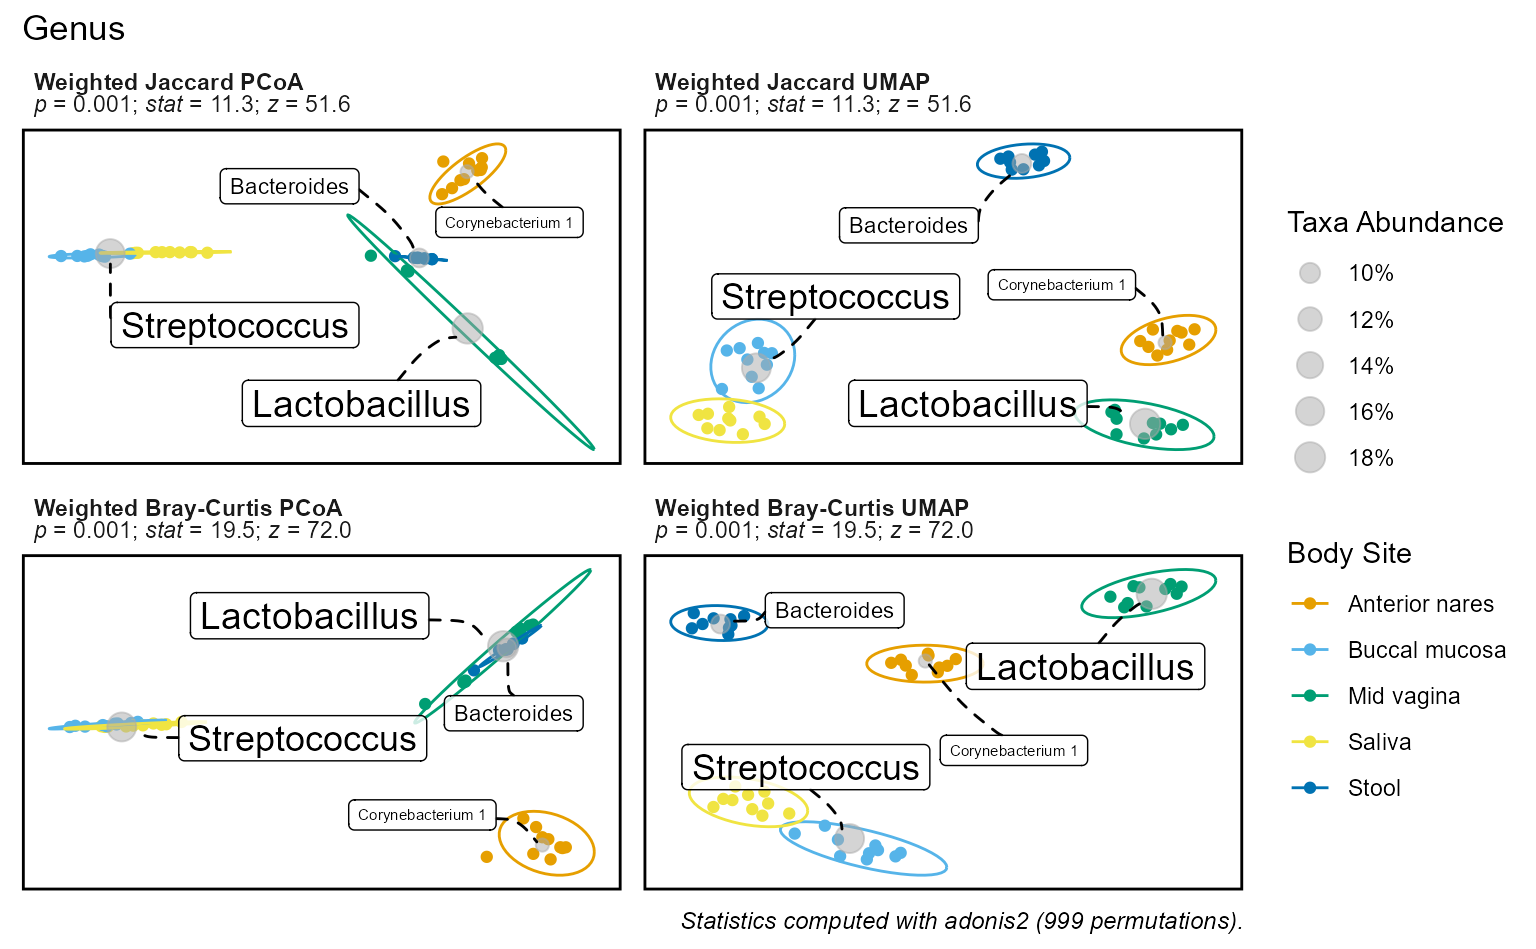 Genus
Weighted Jaccard PCoA
p = 0.001; stat = 11.3; z = 51.6
Bacteroides
Corynebacterium 1
Streptococcus
Lactobacillus
Weighted Jaccard UMAP
p = 0.001; stat = 11.3; z = 51.6
Bacteroides
Streptococcus
Corynebacterium 1
Lactobacillus
Weighted Bray-Curtis PCoA
p = 0.001; stat = 19.5; z = 72.0
Lactobacillus
Bacteroides
Streptococcus
Corynebacterium 1
Weighted Bray-Curtis UMAP
p = 0.001; stat = 19.5; z = 72.0
Bacteroides
Lactobacillus
Corynebacterium 1
Streptococcus
Taxa Abundance
10%
12%
14%
16%
18%
Body Site
Anterior nares
Buccal mucosa
Mid vagina
Saliva
Stool
Statistics computed with adonis2 (999 permutations).